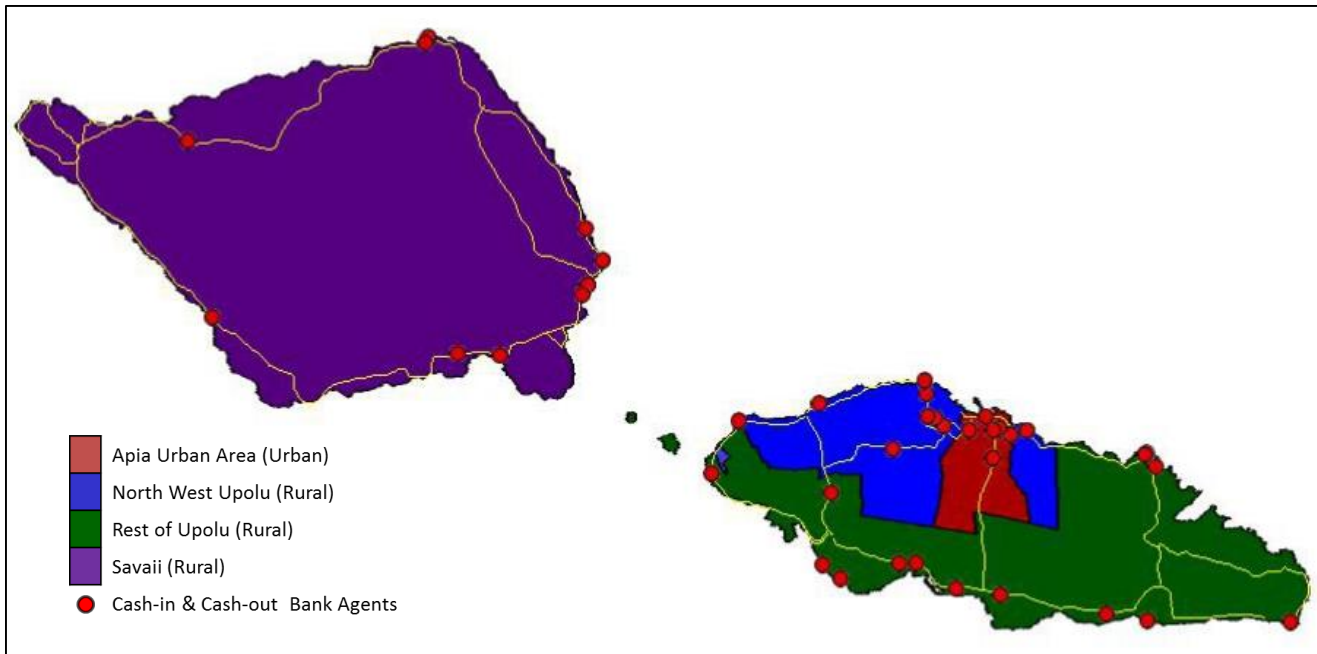 Apia Urban Area (Urban)
North West Upolu (Rural)
Rest of Upolu (Rural)
Savaii (Rural)
Cash-in & Cash-out Bank Agents